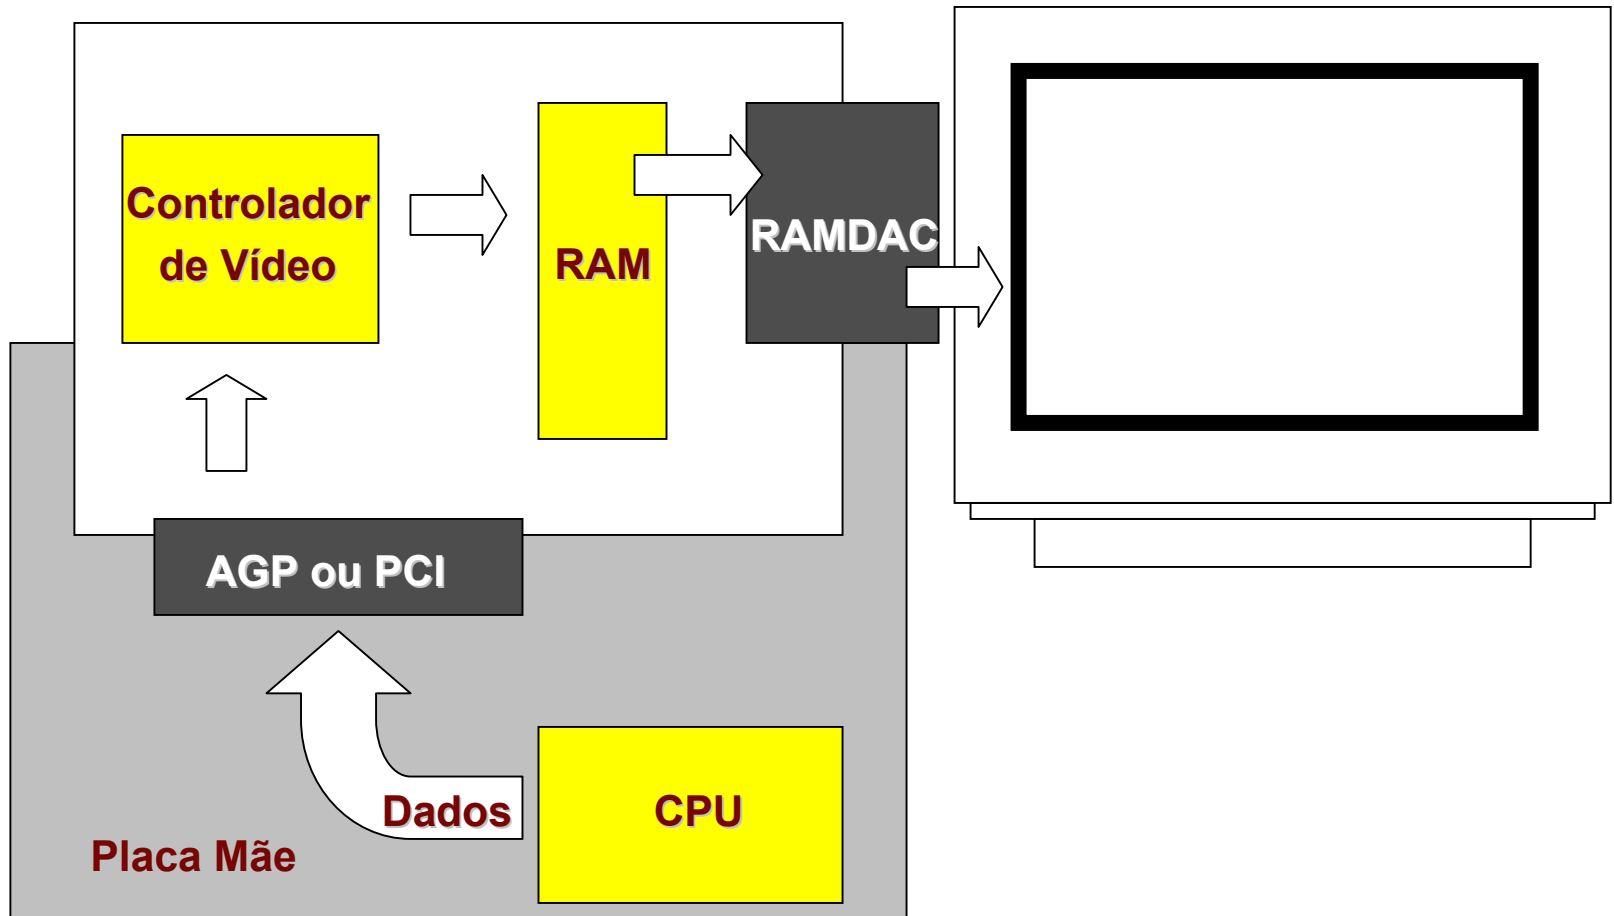 Controlador
de Vídeo
RAM
RAMDAC
AGP ou PCI
Dados
CPU
Placa Mãe